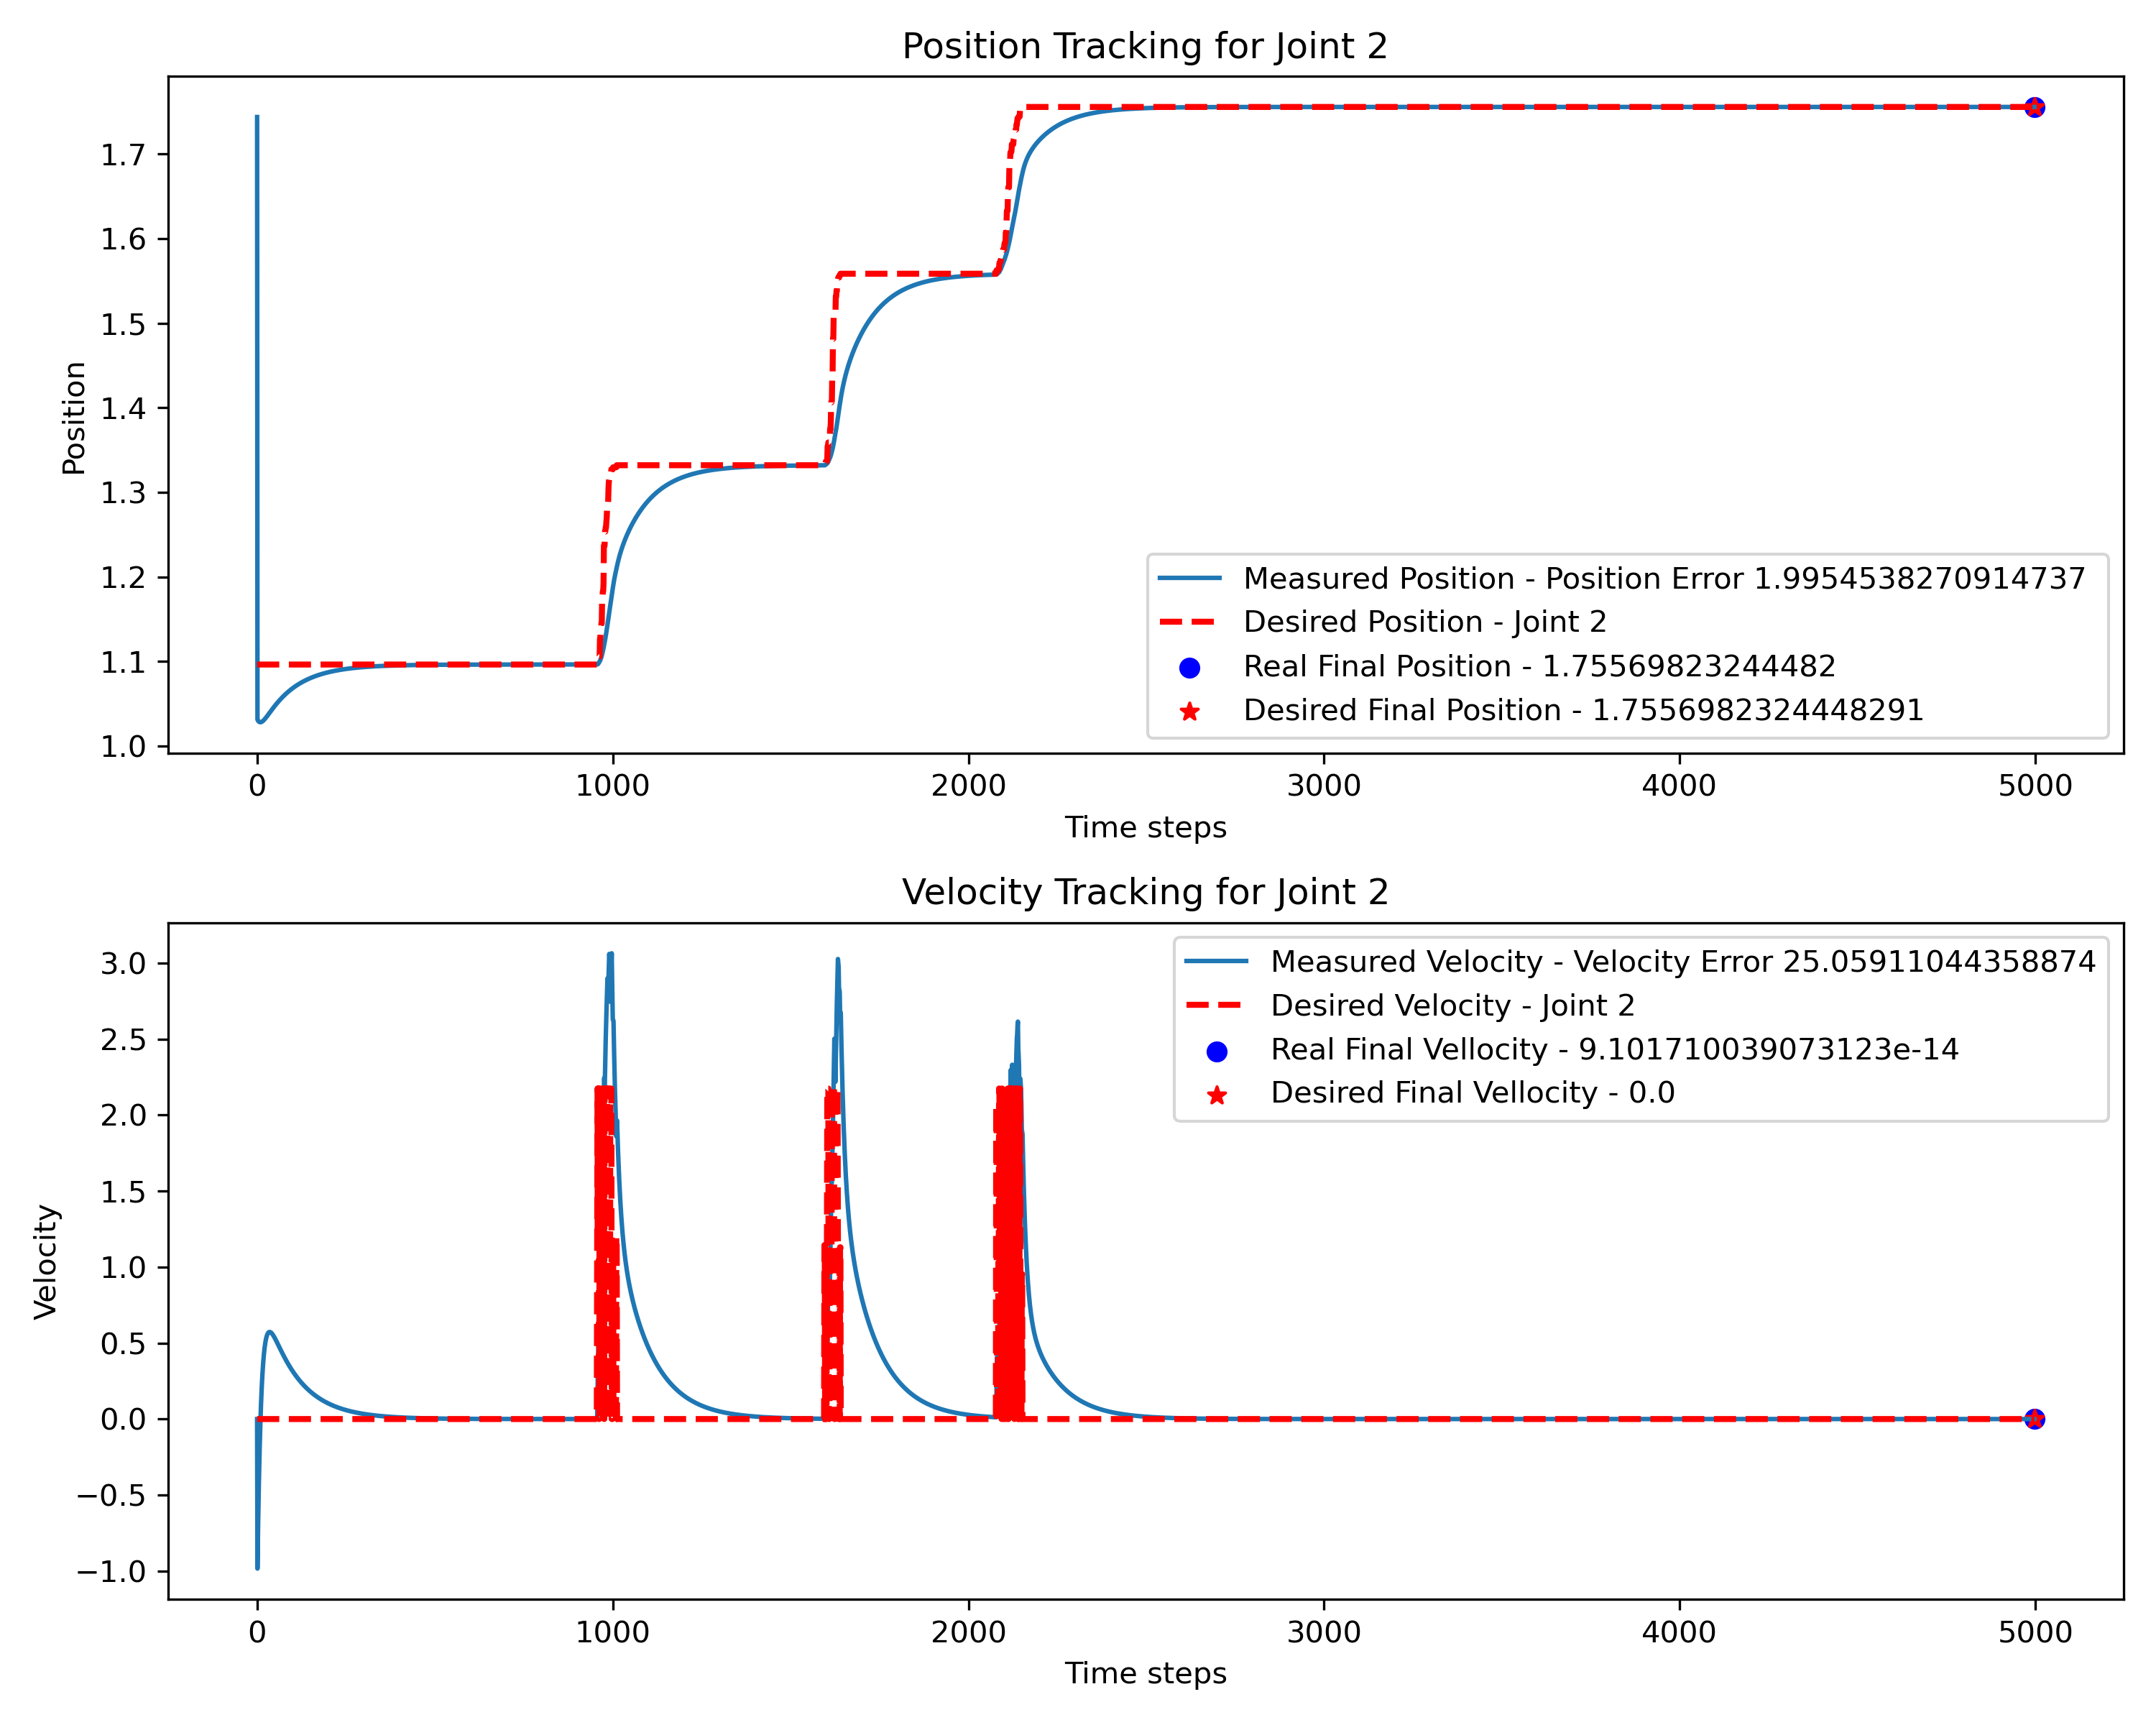 Position Tracking for Joint 2
Position
1.7
1.6
1.5
1.4
1.3
1.2
1.1
1.0
Measured Position - Position Error 1.9954538270914737
Desired Position - Joint 2
Real Final Position - 1.75569823244482
Desired Final Position - 1.7556982324448291
0 1000 2000 3000 4000 5000
Time steps
Velocity Tracking for Joint 2
Velocity
3.0
2.5
2.0
1.5
1.0
0.5
0.0
−0.5
−1.0
Measured Velocity - Velocity Error 25.05911044358874
Desired Velocity - Joint 2
Real Final Vellocity - 9.101710039073123e-14
Desired Final Vellocity - 0.0
0 1000 2000 3000 4000 5000
Time steps